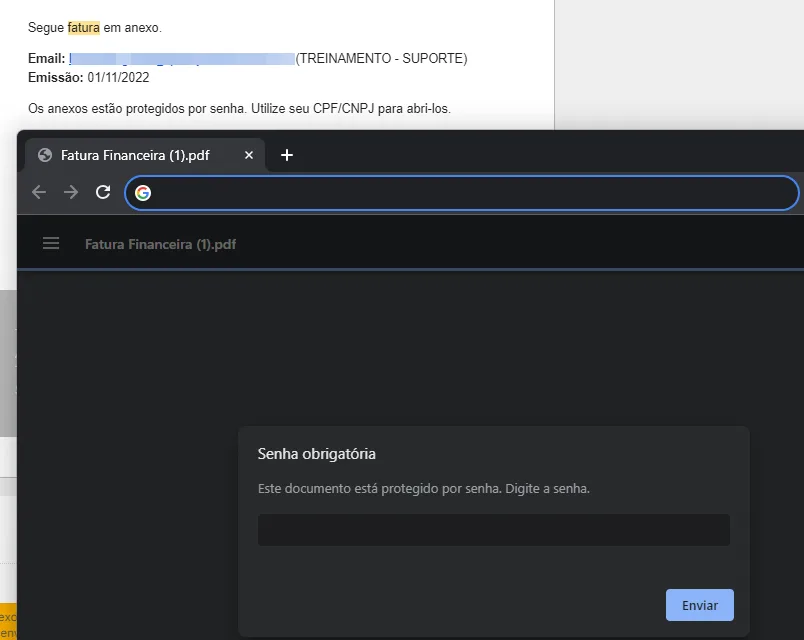 Segue fatura em anexo.
Email: (TREINAMENTO - SUPORTE)
Emissão: 01/11/2022
Os anexos estão protegidos por senha. Utilize seu CPF/CNPJ para abri-los.
Fatura Financeira (1).pdf
Fatura Financeira (1).pdf
Senha obrigatória
Este documento está protegido por senha. Digite a senha.
Enviar